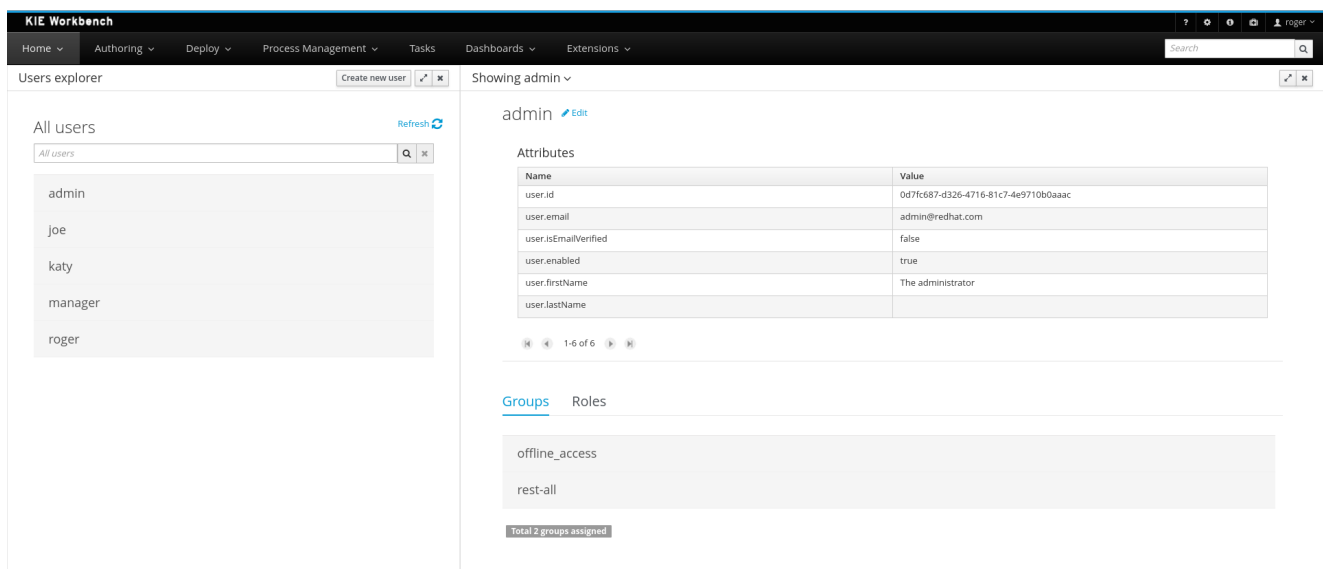 KIE Workbench
? roger
Home Authoring Deploy Process Management Tasks Dashboards Extensions Search
Users explorer Create new user
Showing admin
All users Refresh
All users
admin
joe
katy
manager
roger
admin Edit
Attributes
Name Value
user.id 0d7fc687-d326-4716-81c7-4e9710b0aaac
user.email admin@redhat.com
user.isEmailVerified false
user.enabled true
user.firstName The administrator
user.lastName
1-6 of 6
Groups Roles
offline_access
rest-all
Total 2 groups assigned